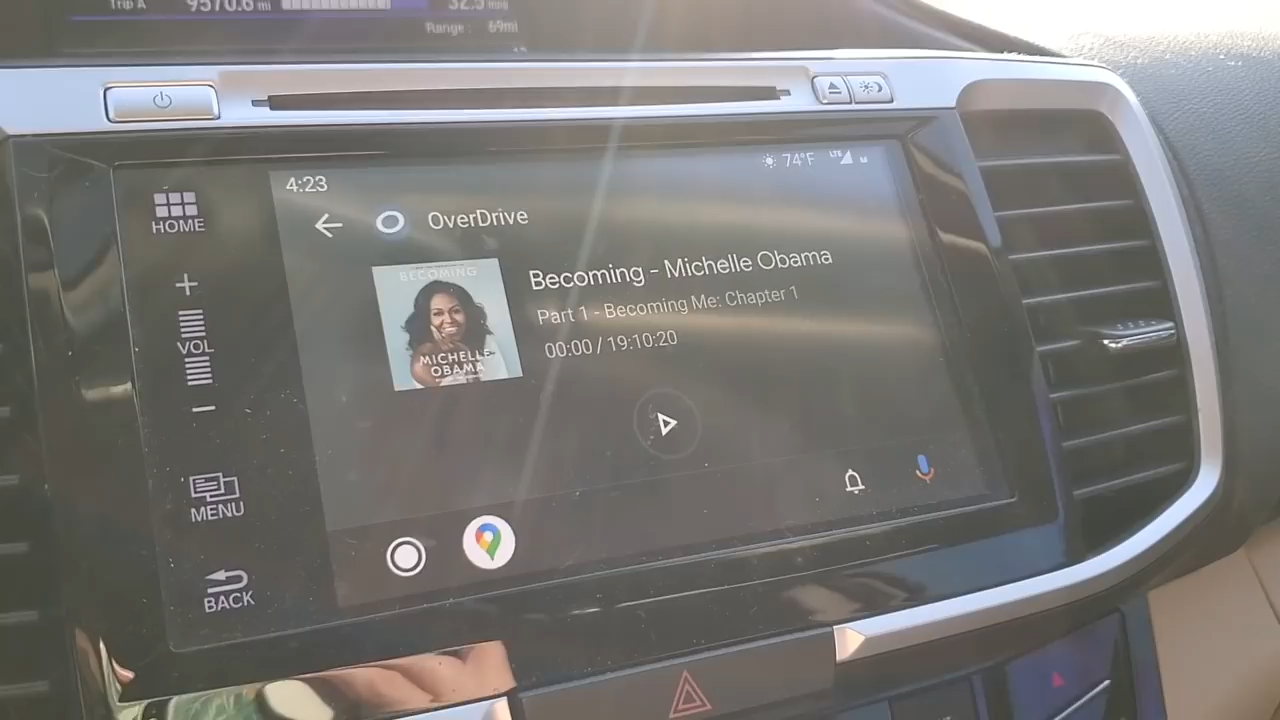 Trip A 9570.6 mi
32.5 mpg
Range : 69mi
4:23
74°F LTE
HOME
OverDrive
BECOMING
MICHELLE
OBAMA
Becoming - Michelle Obama
Part 1 - Becoming Me: Chapter 1
00:00 / 19:10:20
VOL
MENU
BACK